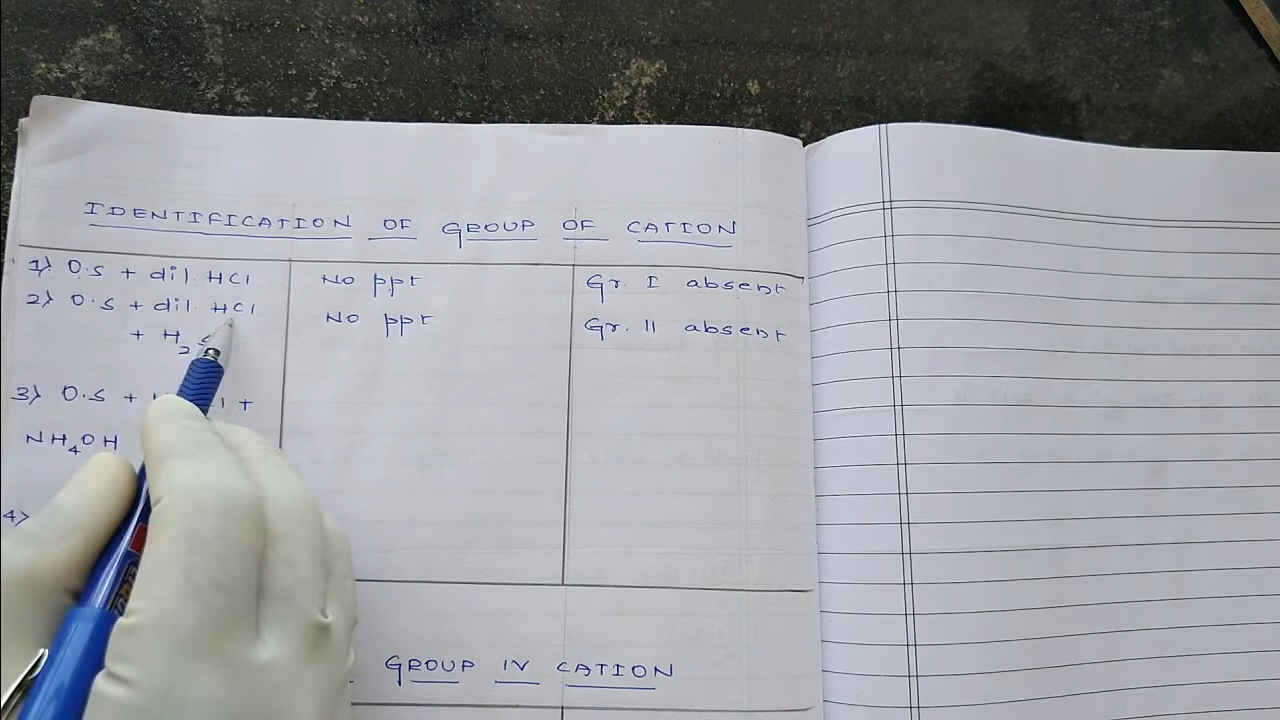 IDENTIFICATION OF GROUP OF CATION
1) O.S + dil. HCl No ppt Gr. I absent
2) O.S + dil. HCl No ppt Gr. II absent
+ H2
3) O.S +
NH4OH
4)
GROUP IV CATION